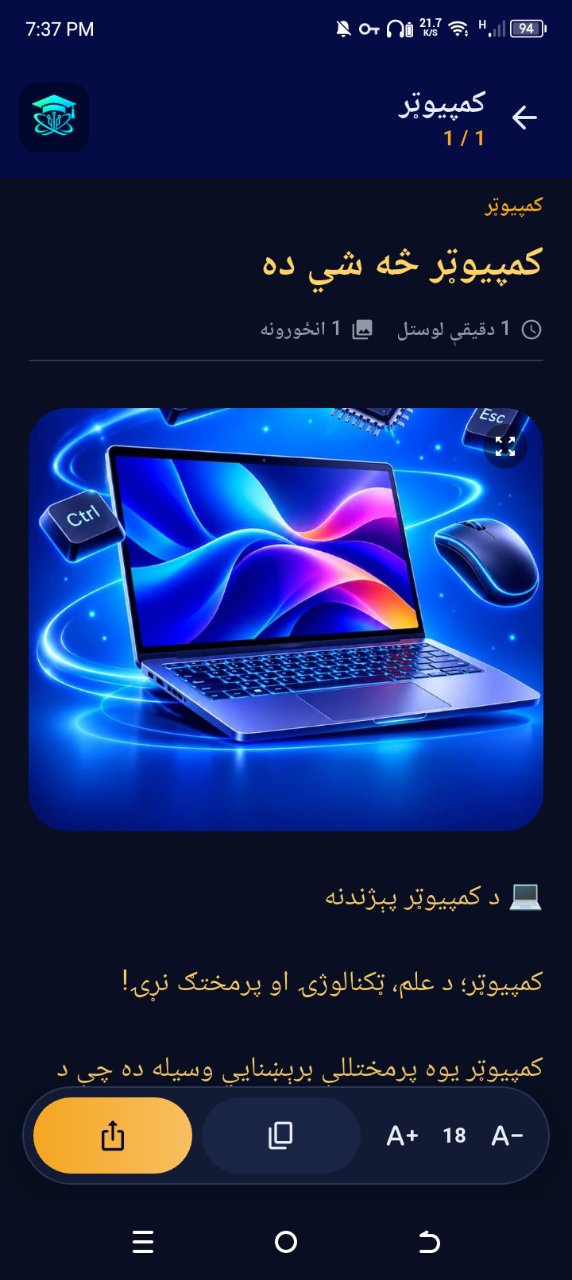 7:37 PM
21.7
K/S
H
94
کمپیوټر
1 / 1
کمپیوټر
کمپیوټر څه شي ده
1 دقیقې لوستل
1 انځورونه
Esc
Ctrl
💻 د کمپیوټر پېژندنه
کمپیوټر؛ د علم، ټکنالوژۍ او پرمختګ نړۍ!
کمپیوټر یوه پرمختللې برېښنايي وسیله ده چې د
A+ 18 A−